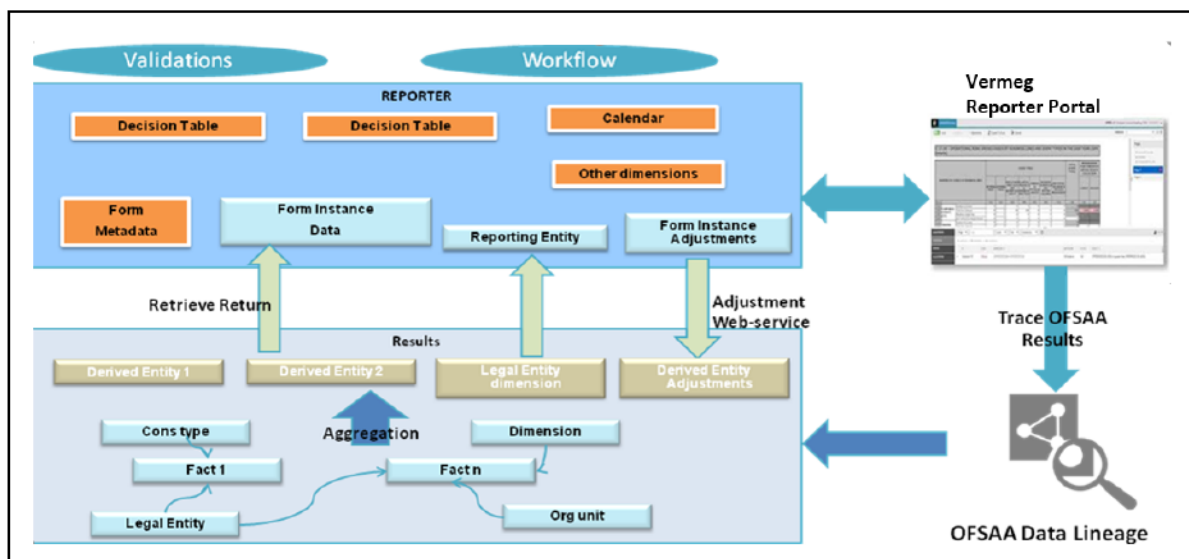 Validations
Workflow
REPORTER
Decision Table
Decision Table
Calendar
Other dimensions
Form
Metadata
Form Instance
Data
Reporting Entity
Form Instance
Adjustments
Vermeg
Reporter Portal
Retrieve Return
Adjustment
Web-service
Trace OFSAA
Results
Results
Derived Entity 1
Derived Entity 2
Legal Entity
dimension
Derived Entity
Adjustments
Cons type
Aggregation
Dimension
Fact 1
Fact n
Legal Entity
Org unit
OFSAA Data Lineage